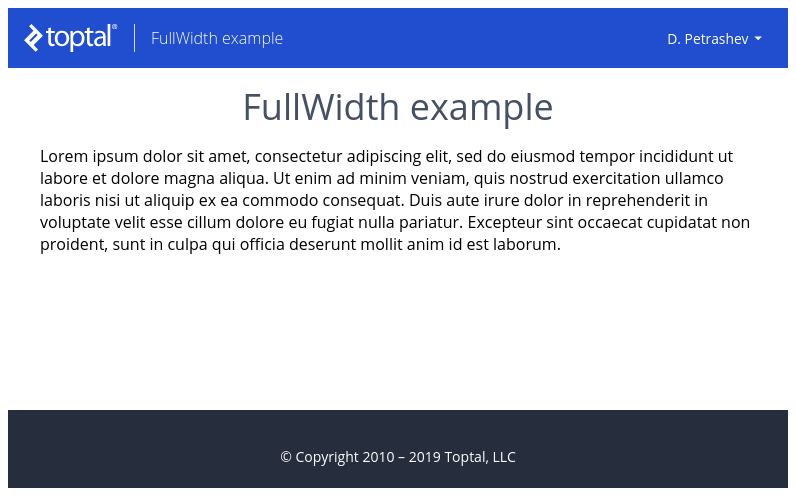 toptal® FullWidth example D. Petrashev
FullWidth example
Lorem ipsum dolor sit amet, consectetur adipiscing elit, sed do eiusmod tempor incididunt ut
labore et dolore magna aliqua. Ut enim ad minim veniam, quis nostrud exercitation ullamco
laboris nisi ut aliquip ex ea commodo consequat. Duis aute irure dolor in reprehenderit in
voluptate velit esse cillum dolore eu fugiat nulla pariatur. Excepteur sint occaecat cupidatat non
proident, sunt in culpa qui officia deserunt mollit anim id est laborum.
© Copyright 2010 – 2019 Toptal, LLC